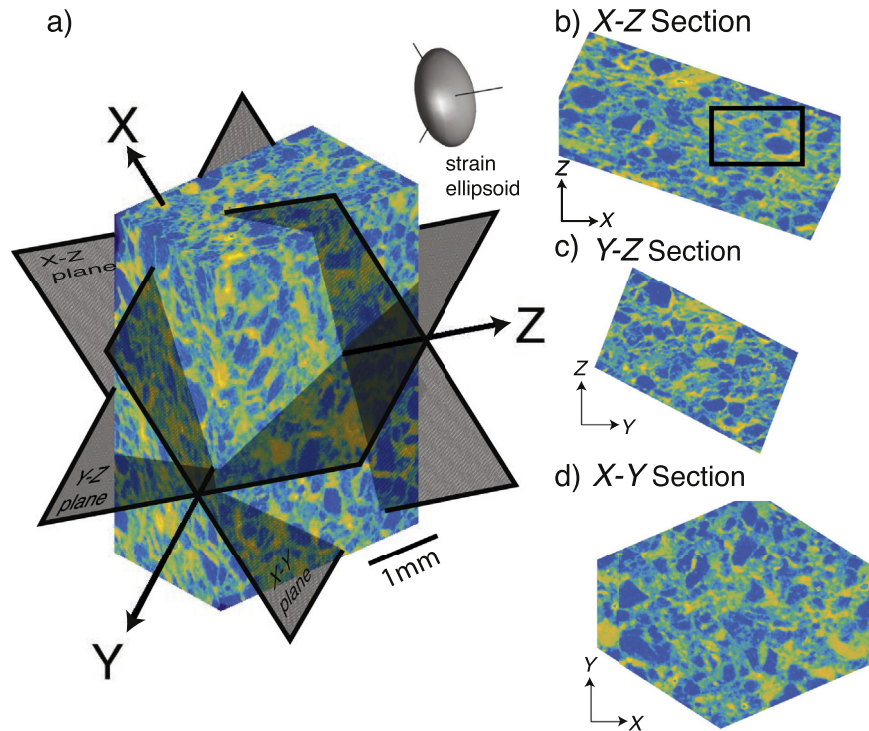 a)
X
Z
Y
X-Z
plane
Y-Z
plane
X-Y
plane
1mm
strain
ellipsoid
b) X-Z Section
Z
X
c) Y-Z Section
Z
Y
d) X-Y Section
Y
X